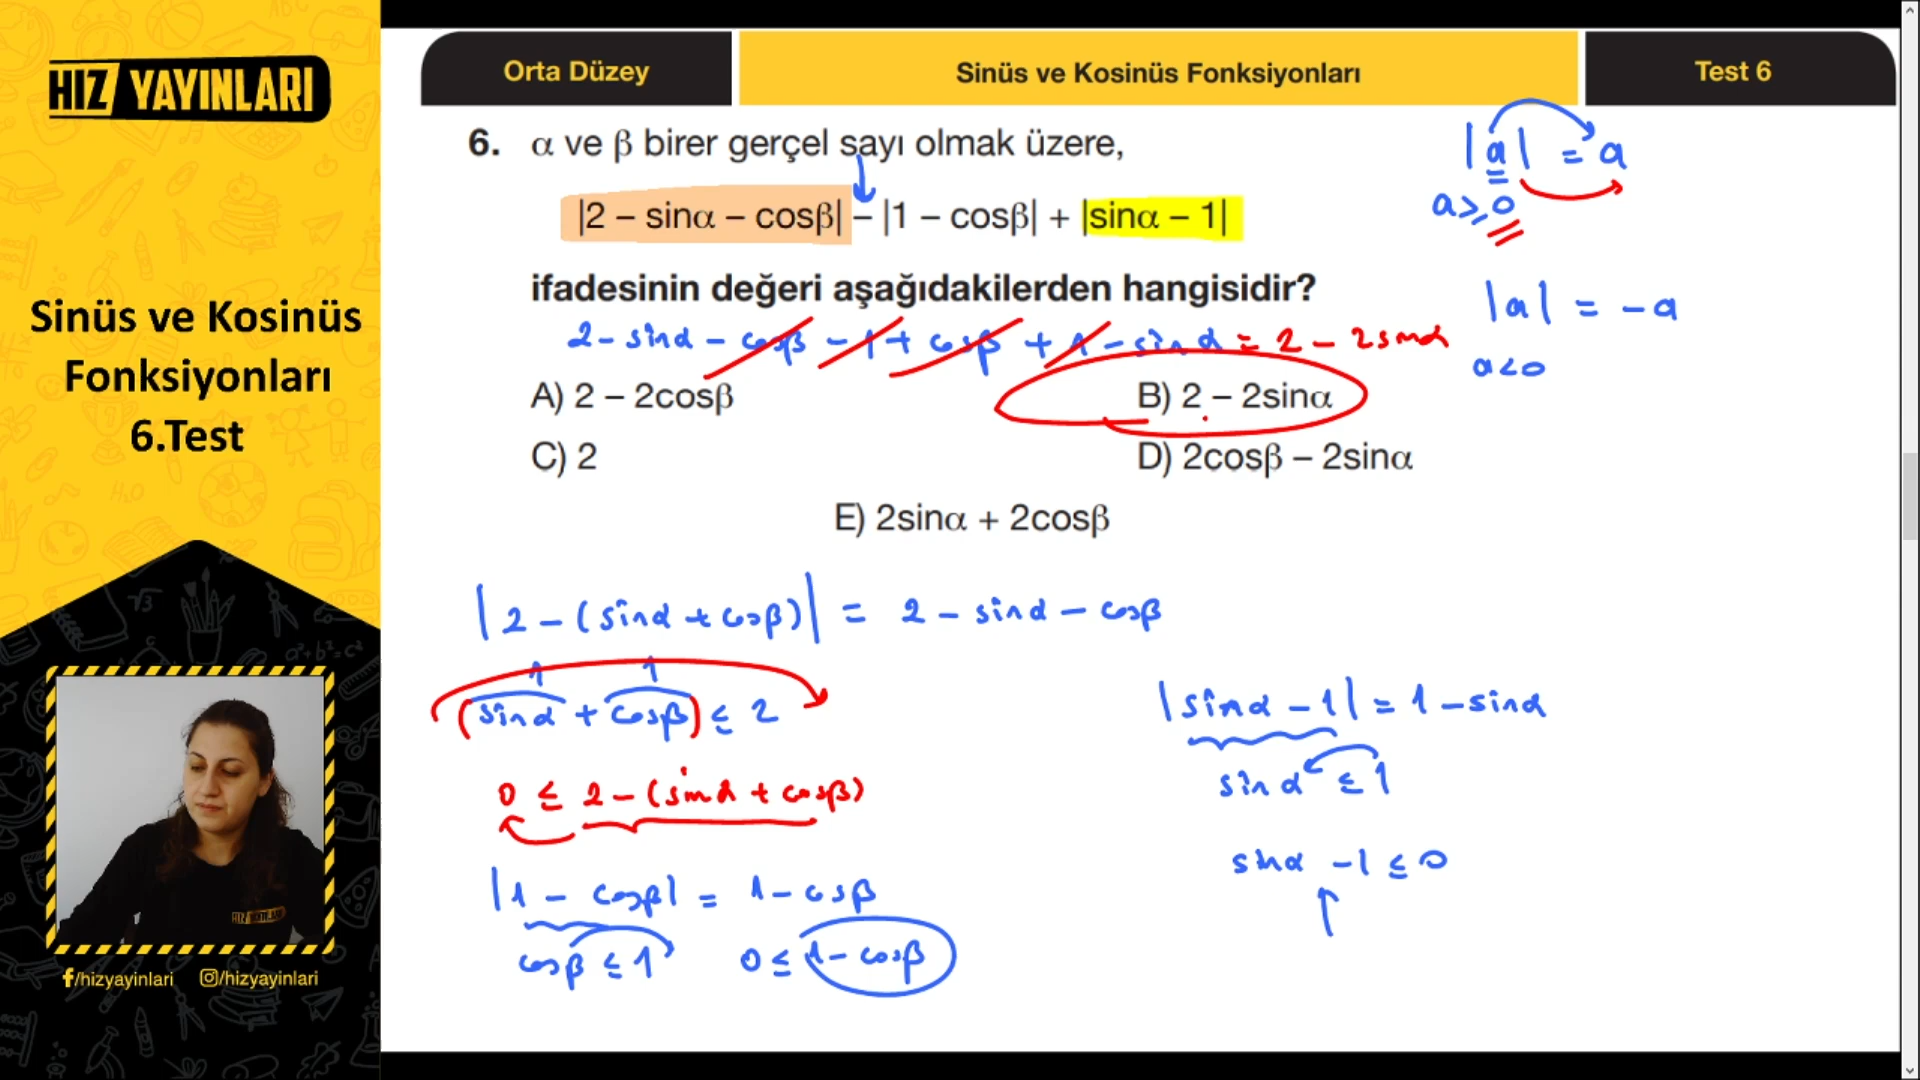 HIZ YAYINLARI
Sinüs ve Kosinüs
Fonksiyonları
6.Test
/hizyayinlari /hizyayinlari
Orta Düzey
Sinüs ve Kosinüs Fonksiyonları
Test 6
6. α ve β birer gerçel sayı olmak üzere,
|2 – sinα – cosβ| – |1 – cosβ| + |sinα – 1|
ifadesinin değeri aşağıdakilerden hangisidir?
2 - sinα - cosβ - 1 + cosβ + 1 - sinα = 2 - 2sinα
A) 2 – 2cosβ
B) 2 – 2sinα
C) 2
D) 2cosβ – 2sinα
E) 2sinα + 2cosβ
|a| = a
a ≥ 0
|a| = -a
a < 0
|2 - (sinα + cosβ)| = 2 - sinα - cosβ
1 1
(sinα + cosβ) ≤ 2
0 ≤ 2 - (sinα + cosβ)
|1 - cosβ| = 1 - cosβ
cosβ ≤ 1 0 ≤ 1 - cosβ
|sinα - 1| = 1 - sinα
sinα ≤ 1
sinα - 1 ≤ 0